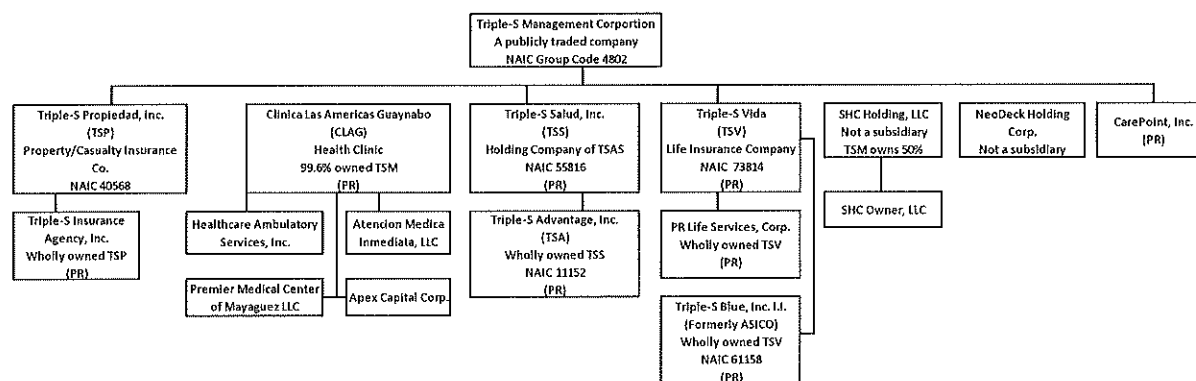 Triple-S Management Corportion
A publicly traded company
NAIC Group Code 4802
Triple-S Propiedad, Inc.
(TSP)
Property/Casualty Insurance
Co.
NAIC 40568
Clinica Las Americas Guaynabo
(CLAG)
Health Clinic
99.6% owned TSM
(PR)
Triple-S Salud, Inc.
(TSS)
Holding Company of TSAS
NAIC 55816
(PR)
Triple-S Vida
(TSV)
Life Insurance Company
NAIC 73814
(PR)
SHC Holding, LLC
Not a subsidiary
TSM owns 50%
NeoDeck Holding
Corp.
Not a subsidiary
CarePoint, Inc.
(PR)
Triple-S Insurance
Agency, Inc.
Wholly owned TSP
(PR)
Healthcare Ambulatory
Services, Inc.
Atencion Medica
Inmediata, LLC
Triple-S Advantage, Inc.
(TSA)
Wholly owned TSS
NAIC 11152
(PR)
PR Life Services, Corp.
Wholly owned TSV
(PR)
SHC Owner, LLC
Premier Medical Center
of Mayaguez LLC
Apex Capital Corp.
Triple-S Blue, Inc. I.I.
(Formerly ASICO)
Wholly owned TSV
NAIC 61158
(PR)